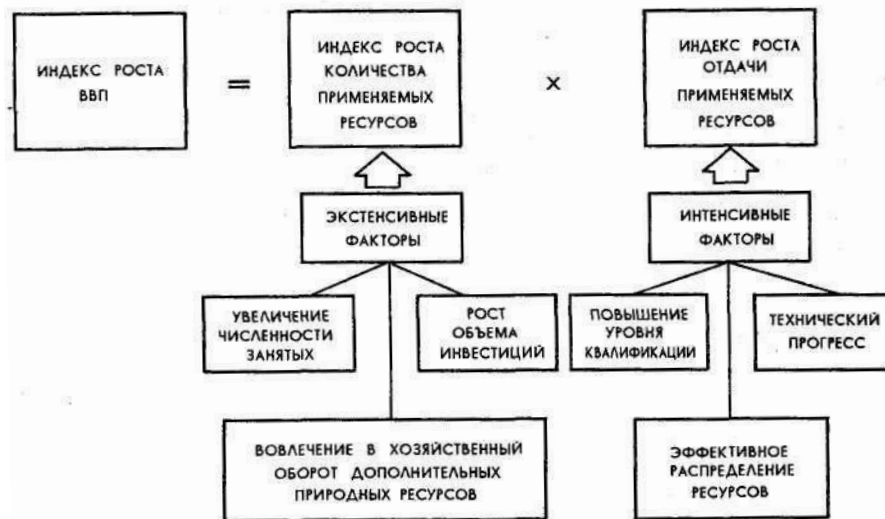 ИНДЕКС РОСТА
ВВП
=
ИНДЕКС РОСТА
КОЛИЧЕСТВА
ПРИМЕНЯЕМЫХ
РЕСУРСОВ
×
ИНДЕКС РОСТА
ОТДАЧИ
ПРИМЕНЯЕМЫХ
РЕСУРСОВ
ЭКСТЕНСИВНЫЕ
ФАКТОРЫ
ИНТЕНСИВНЫЕ
ФАКТОРЫ
УВЕЛИЧЕНИЕ
ЧИСЛЕННОСТИ
ЗАНЯТЫХ
РОСТ
ОБЪЕМА
ИНВЕСТИЦИЙ
ПОВЫШЕНИЕ
УРОВНЯ
КВАЛИФИКАЦИИ
ТЕХНИЧЕСКИЙ
ПРОГРЕСС
ВОВЛЕЧЕНИЕ В ХОЗЯЙСТВЕННЫЙ
ОБОРОТ ДОПОЛНИТЕЛЬНЫХ
ПРИРОДНЫХ РЕСУРСОВ
ЭФФЕКТИВНОЕ
РАСПРЕДЕЛЕНИЕ
РЕСУРСОВ